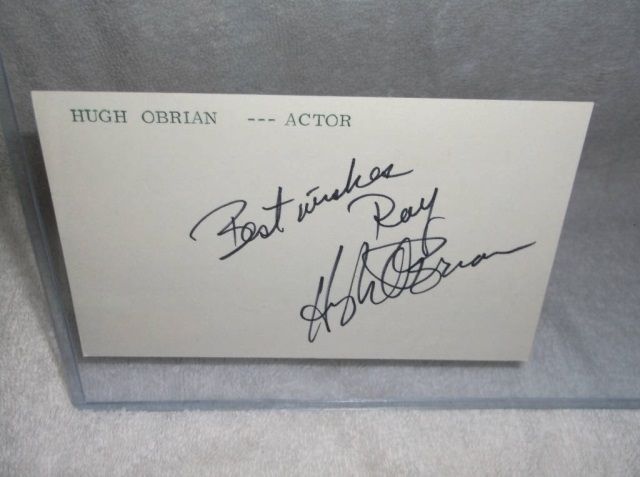 HUGH OBRIAN --- ACTOR
Best wishes
Ray
Hugh O'Brian